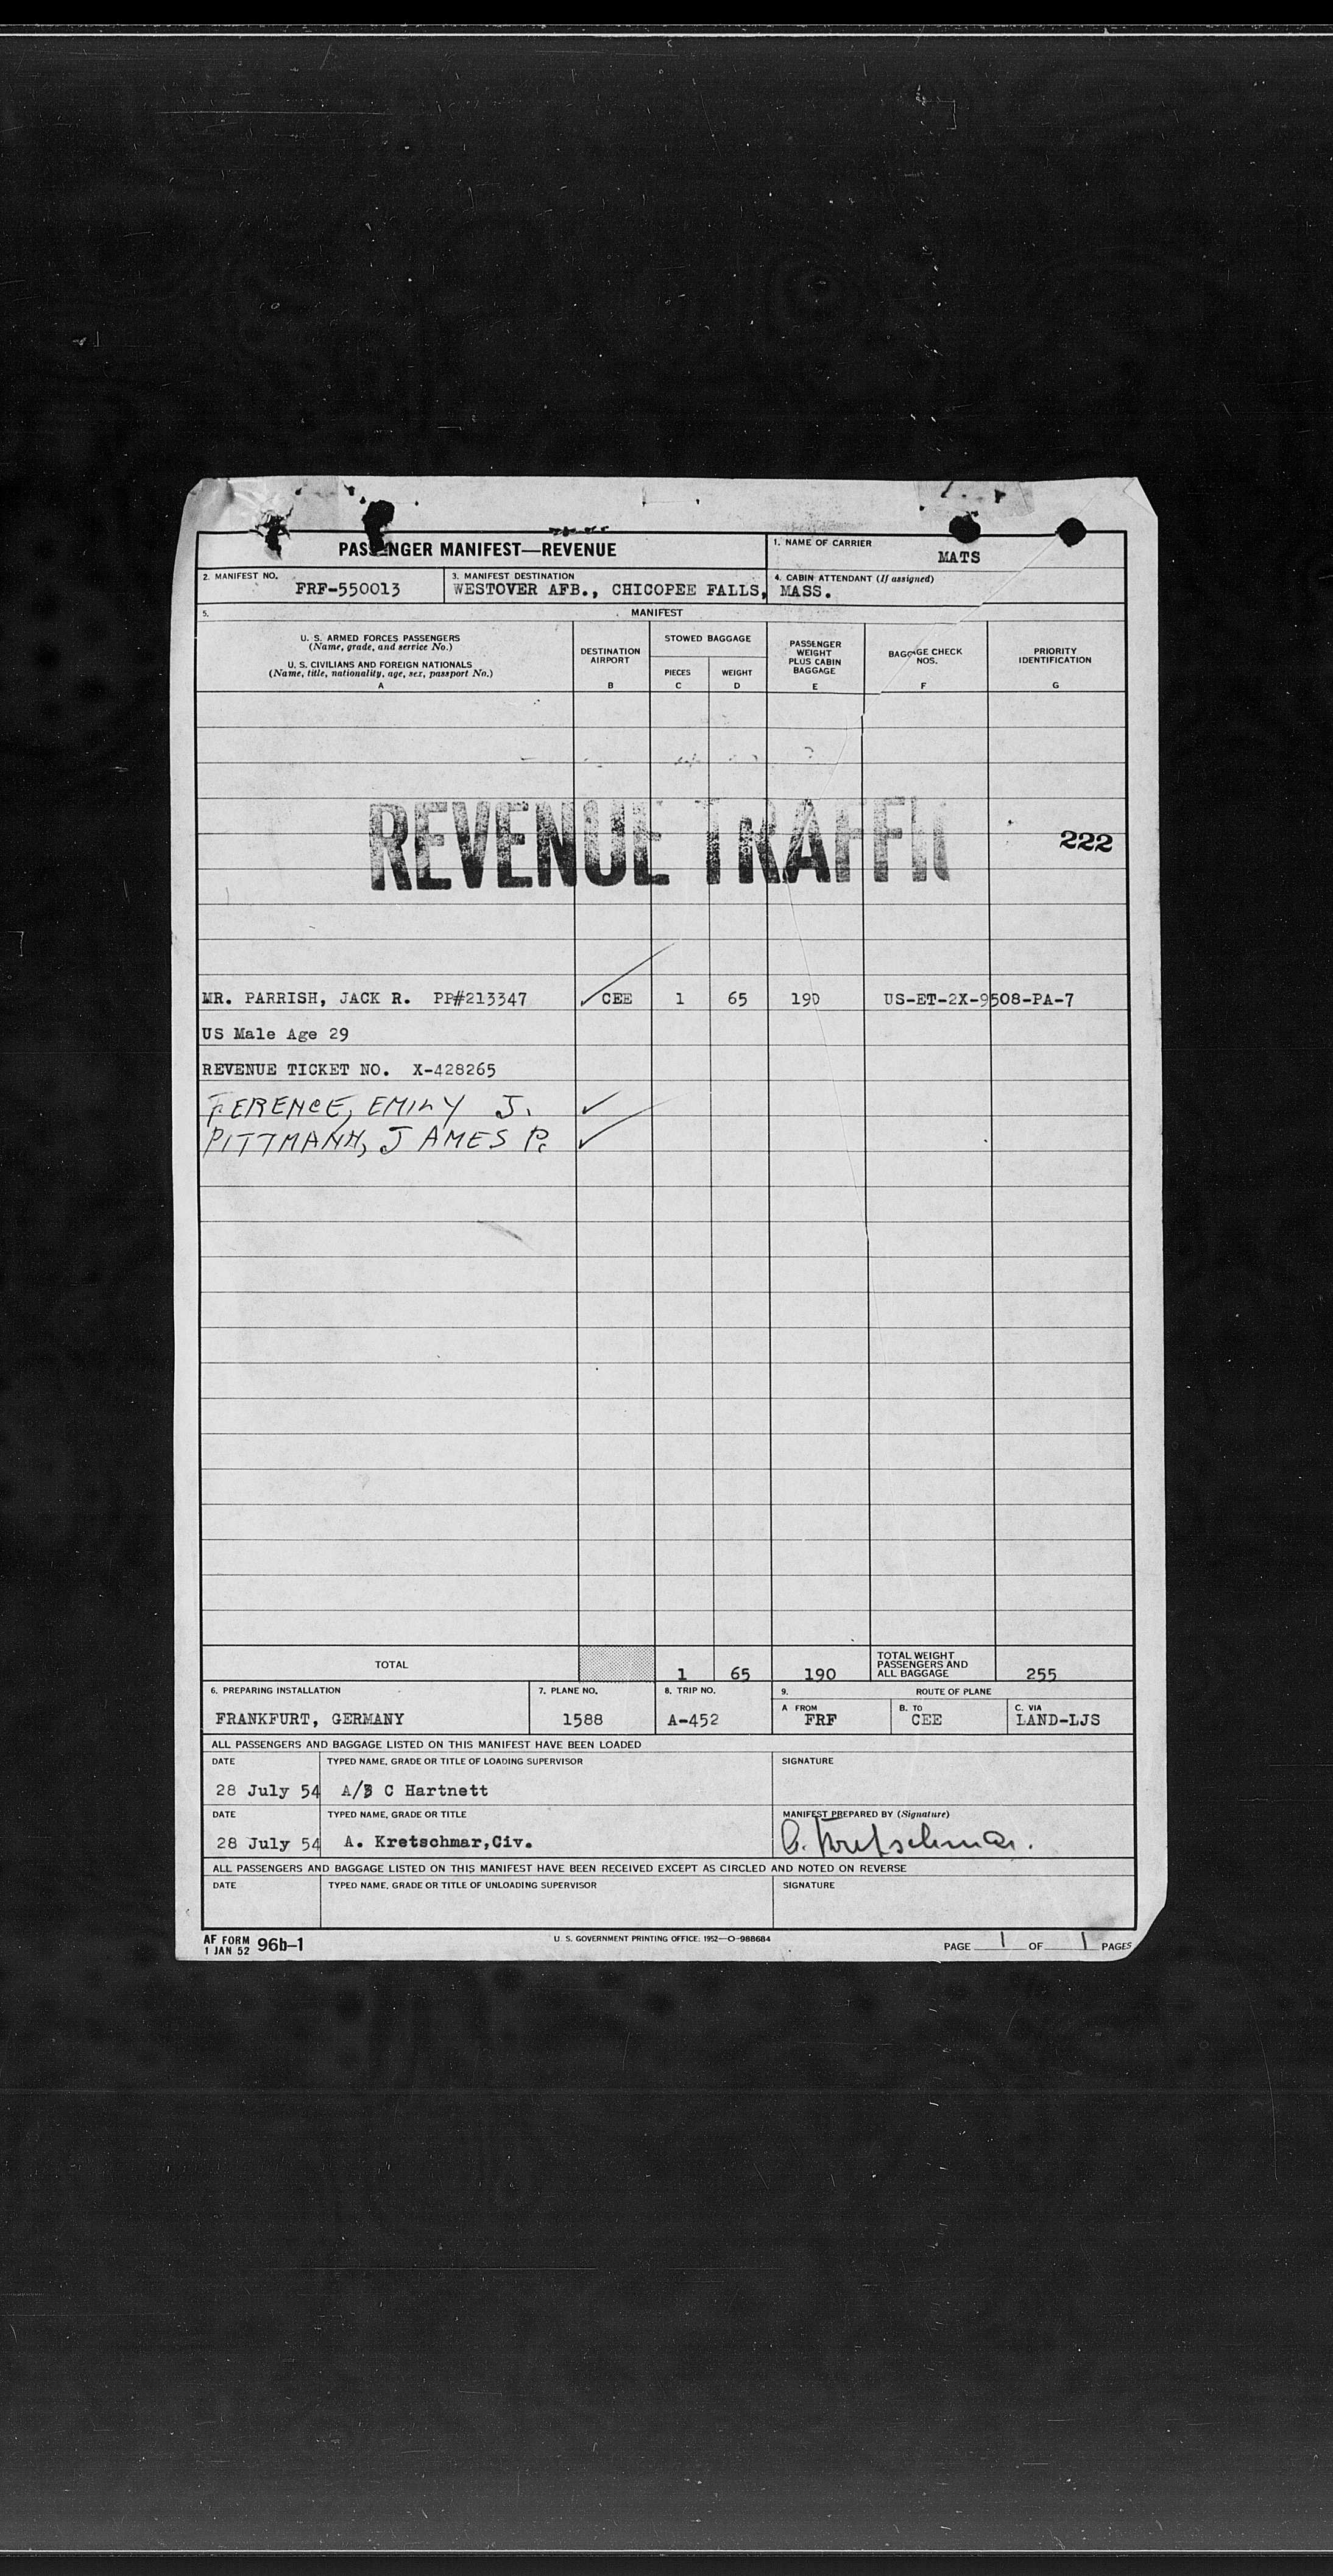 PASSENGER MANIFEST—REVENUE
1. NAME OF CARRIER
MATS
2. MANIFEST NO.
FRF-550013
3. MANIFEST DESTINATION
WESTOVER AFB., CHICOPEE FALLS, MASS.
4. CABIN ATTENDANT (If assigned)
5. MANIFEST
U. S. ARMED FORCES PASSENGERS
(Name, grade, and service No.)
U. S. CIVILIANS AND FOREIGN NATIONALS
(Name, title, nationality, age, sex, passport No.)
A
DESTINATION
AIRPORT
B
STOWED BAGGAGE
PIECES
C
WEIGHT
D
PASSENGER
WEIGHT
PLUS CABIN
BAGGAGE
E
BAGGAGE CHECK
NOS.
F
PRIORITY
IDENTIFICATION
G
REVENUE TRAFFIC
222
MR. PARRISH, JACK R. PP#213347 CEE 1 65 190 US-ET-2X-9508-PA-7
US Male Age 29
REVENUE TICKET NO. X-428265
FERENCE, EMILY J.
PITTMANN, JAMES P.
TOTAL 1 65 190
TOTAL WEIGHT
PASSENGERS AND
ALL BAGGAGE
255
6. PREPARING INSTALLATION
FRANKFURT, GERMANY
7. PLANE NO.
1588
8. TRIP NO.
A-452
9. ROUTE OF PLANE
A FROM
FRF
B. TO
CEE
C. VIA
LAND-LJS
ALL PASSENGERS AND BAGGAGE LISTED ON THIS MANIFEST HAVE BEEN LOADED
DATE
28 July 54
TYPED NAME, GRADE OR TITLE OF LOADING SUPERVISOR
A/B C Hartnett
SIGNATURE
DATE
28 July 54
TYPED NAME, GRADE OR TITLE
A. Kretschmar,Civ.
MANIFEST PREPARED BY (Signature)
A. Kretschmar.
ALL PASSENGERS AND BAGGAGE LISTED ON THIS MANIFEST HAVE BEEN RECEIVED EXCEPT AS CIRCLED AND NOTED ON REVERSE
DATE
TYPED NAME, GRADE OR TITLE OF UNLOADING SUPERVISOR
SIGNATURE
AF FORM
1 JAN 52 96b-1
U. S. GOVERNMENT PRINTING OFFICE: 1952—O-988684
PAGE 1 OF 1 PAGES